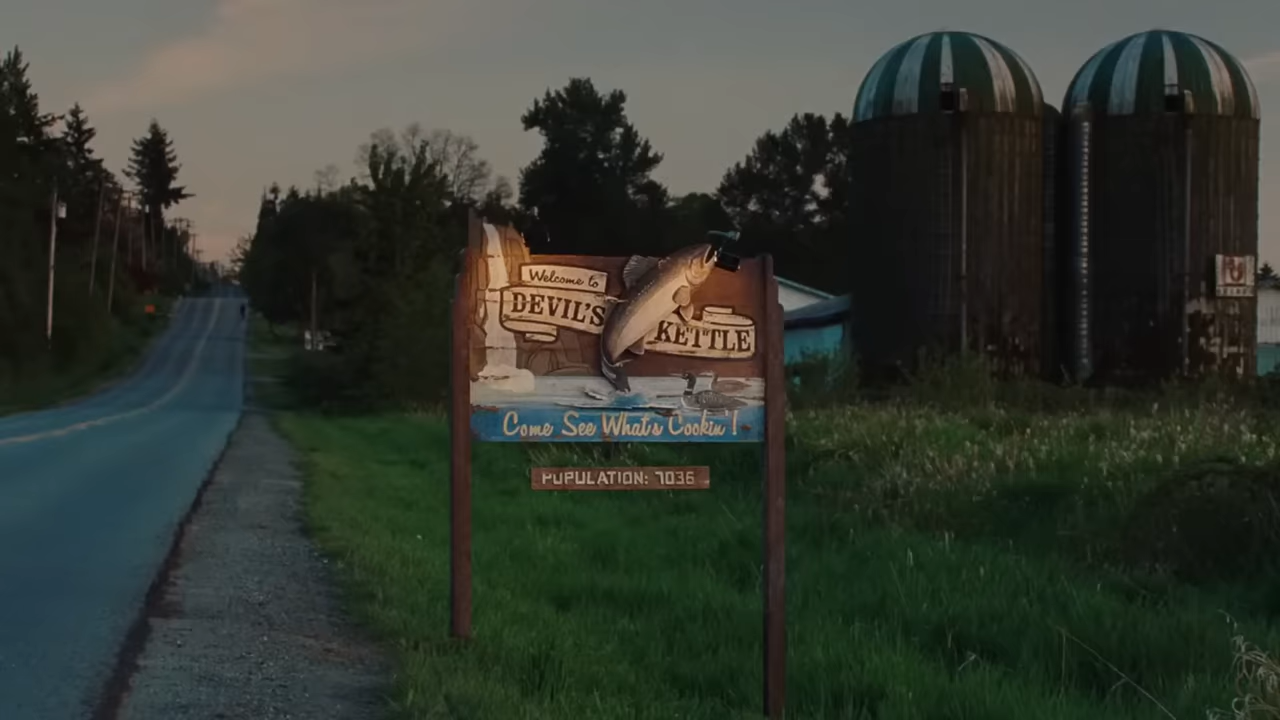 Welcome to
DEVIL'S
KETTLE
Come See What's Cookin'!
POPULATION: 7036